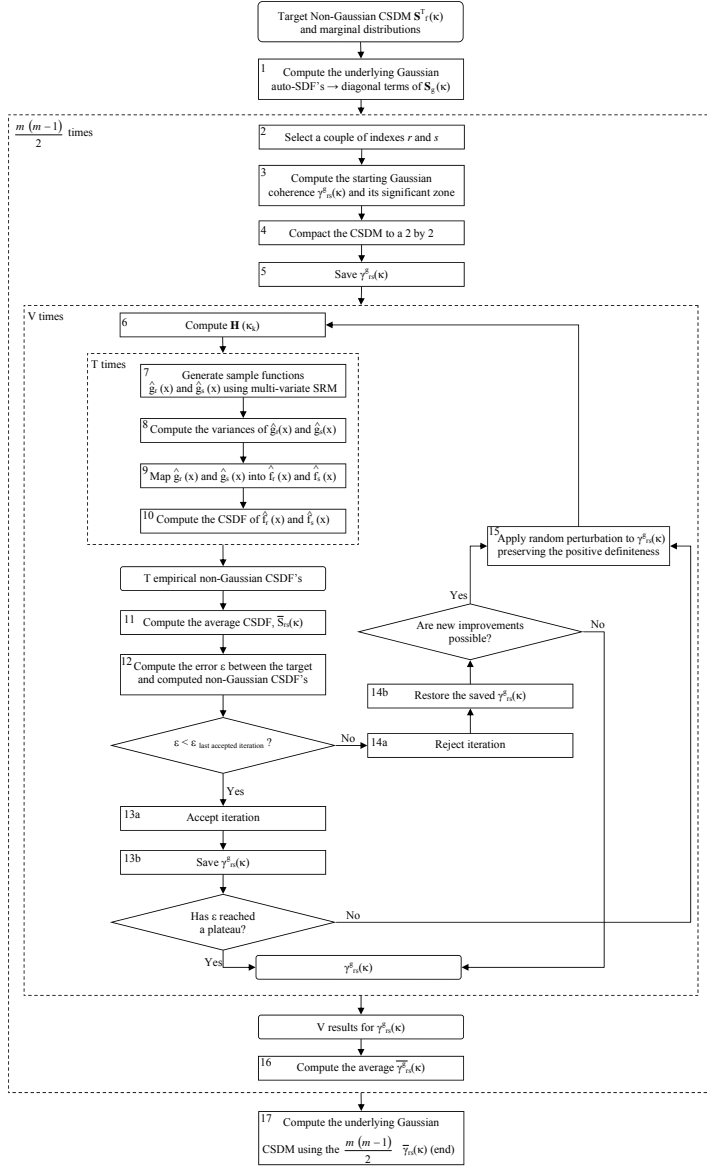 Target Non-Gaussian CSDM S^T_f(κ)
and marginal distributions
1
Compute the underlying Gaussian
auto-SDF's → diagonal terms of S_g(κ)
m (m−1) / 2 times
2
Select a couple of indexes r and s
3
Compute the starting Gaussian
coherence γ^g_rs(κ) and its significant zone
4
Compact the CSDM to a 2 by 2
5
Save γ^g_rs(κ)
V times
6
Compute H (κ_k)
T times
7
Generate sample functions
ĝ_r (x) and ĝ_s (x) using multi-variate SRM
8
Compute the variances of ĝ_r(x) and ĝ_s(x)
9
Map ĝ_r (x) and ĝ_s (x) into f̂_r (x) and f̂_s (x)
10
Compute the CSDF of f̂_r (x) and f̂_s (x)
T empirical non-Gaussian CSDF's
11
Compute the average CSDF, S̅_rs(κ)
12
Compute the error ε between the target
and computed non-Gaussian CSDF's
ε < ε last accepted iteration ?
No
14a
Reject iteration
14b
Restore the saved γ^g_rs(κ)
Are new improvements
possible?
Yes
No
15
Apply random perturbation to γ^g_rs(κ)
preserving the positive definiteness
Yes
13a
Accept iteration
13b
Save γ^g_rs(κ)
Has ε reached
a plateau?
No
Yes
γ^g_rs(κ)
V results for γ^g_rs(κ)
16
Compute the average γ̅^g_rs(κ)
17
Compute the underlying Gaussian
CSDM using the m (m−1) / 2 γ̅_rs(κ) (end)